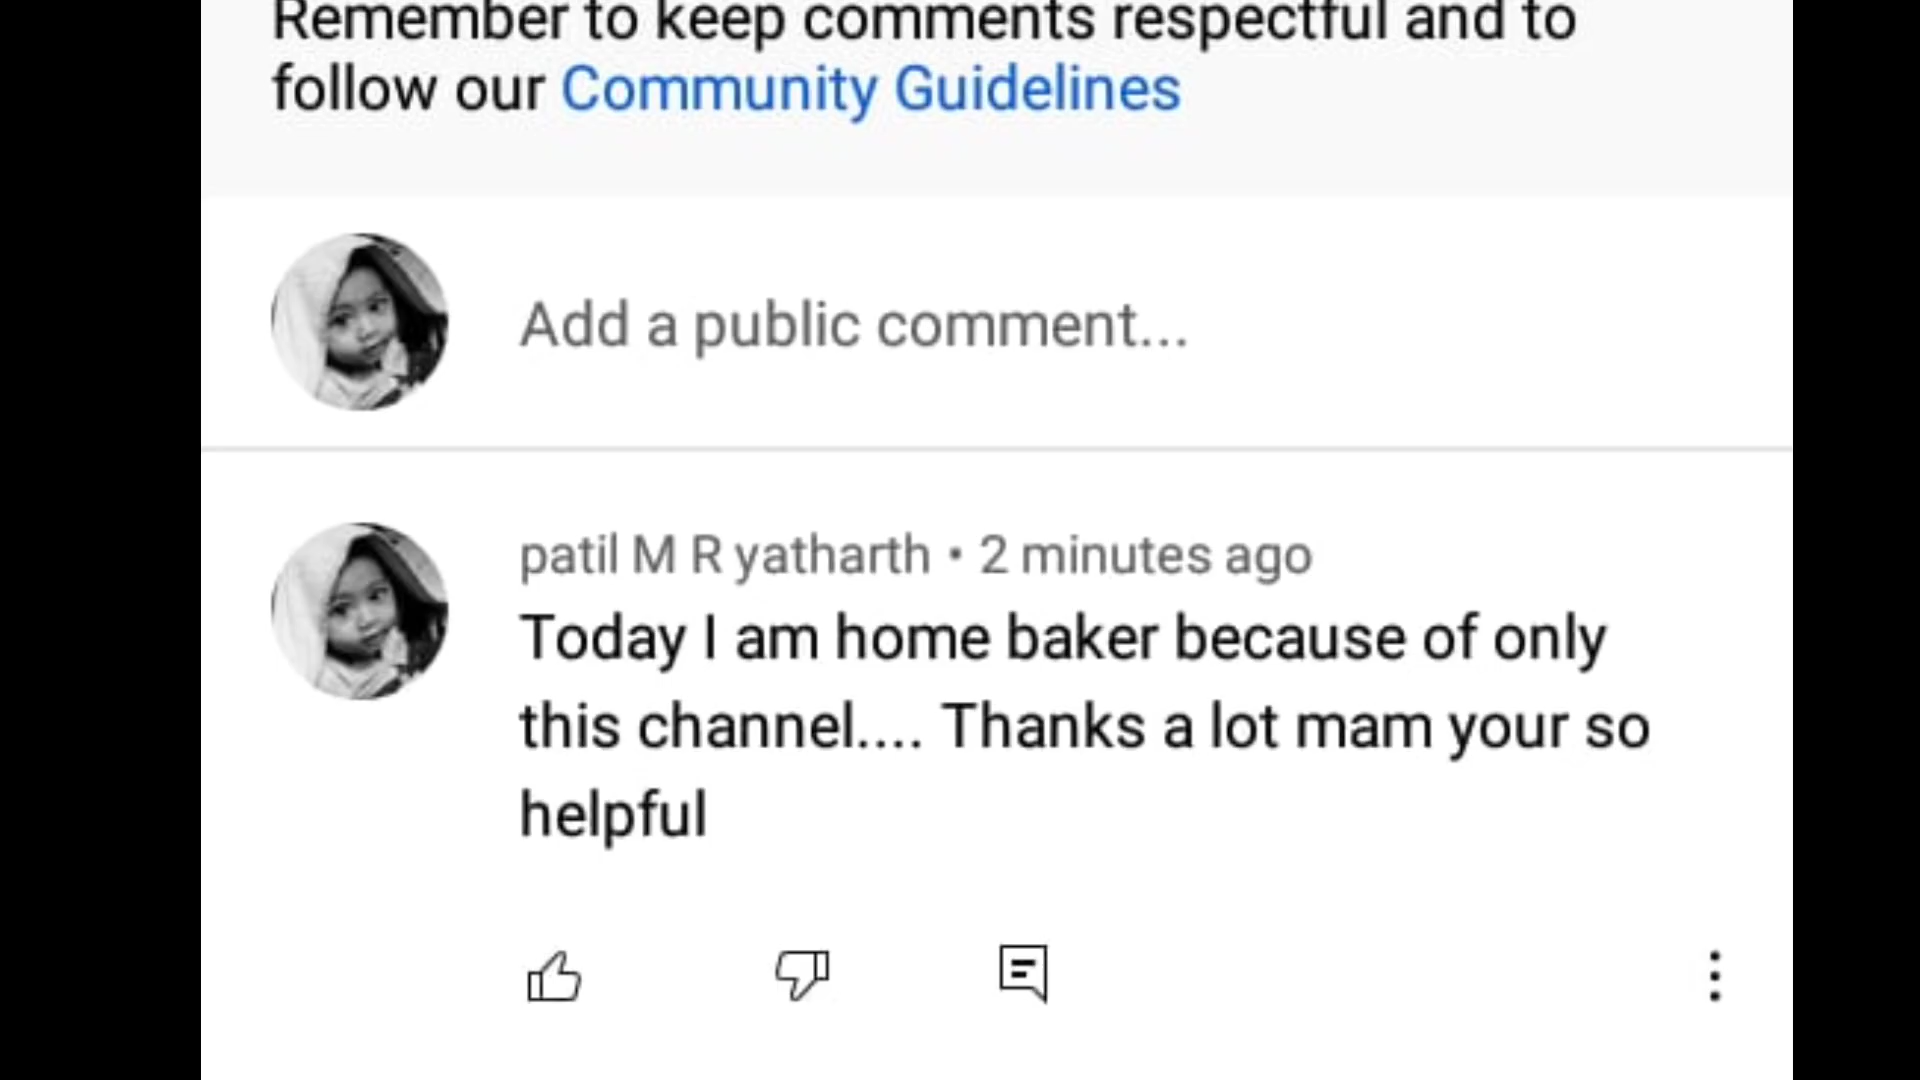 Remember to keep comments respectful and to
follow our Community Guidelines
Add a public comment...
patil M R yatharth • 2 minutes ago
Today I am home baker because of only
this channel.... Thanks a lot mam your so
helpful